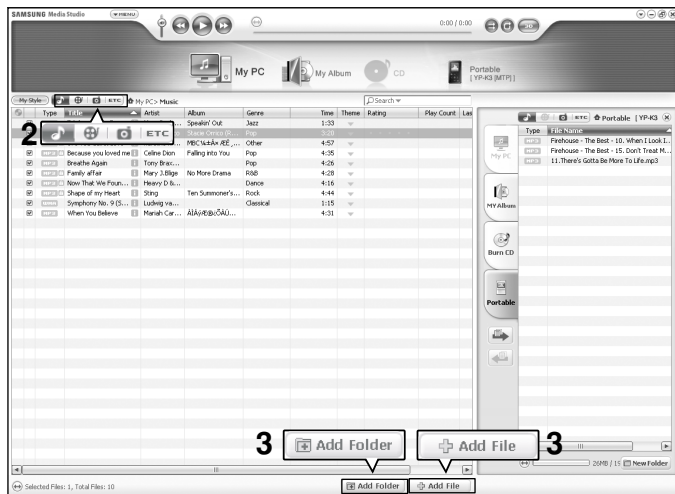 SAMSUNG Media Studio
MENU
0:00 / 0:00
3D
My PC
My Album
CD
Portable
[ YP-K3 [MTP] ]
My-Style
ETC
My PC> Music
Search
Type Title Artist Album Genre Time Theme Rating Play Count Las
2
ETC
Speakin' Out Jazz 1:33
Stacie Orrico (R... Pop 3:28
Other 4:57
Because you loved me Celine Dion Falling into You Pop 4:35
Breathe Again Tony Brax... Pop 4:26
Family affair Mary J.Blige No More Drama R&B 4:28
Now That We Foun... Heavy D &... Dance 4:16
Shape of my Heart Sting Ten Summoner's... Rock 4:44
Symphony No. 9 (S... Ludwig va... Classical 1:15
When You Believe Mariah Car... 4:31
ETC Portable [YP-K3
Type File Name
Firehouse - The Best - 10. When I Look I...
Firehouse - The Best - 15. Don't Treat M...
11.There's Gotta Be More To Life.mp3
My PC
MY Album
Burn CD
Portable
3 Add Folder
Add File 3
26MB / 15 New Folder
Selected Files: 1, Total Files: 10
Add Folder
Add File